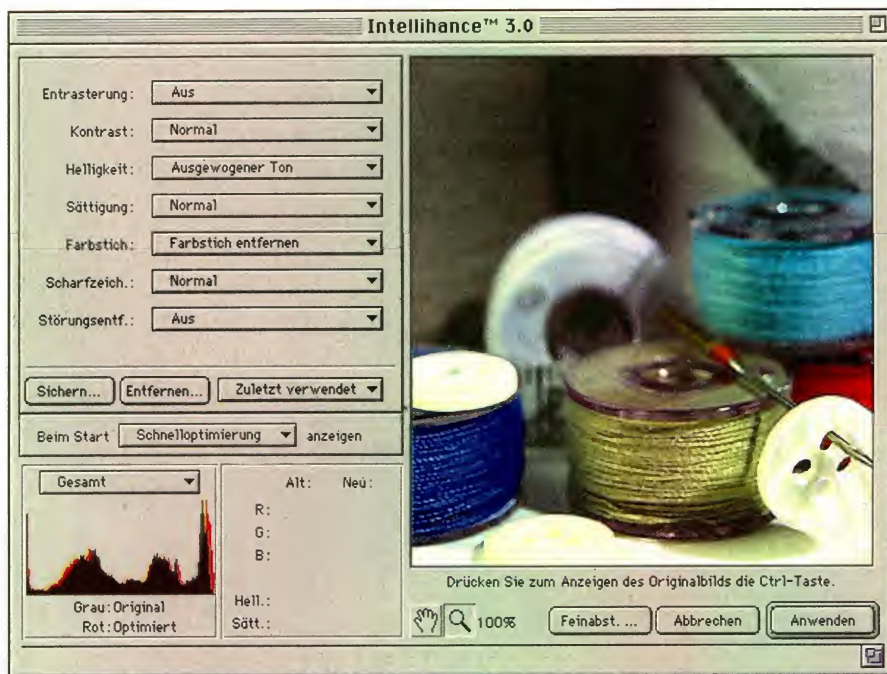 Intellihance™ 3.0
Entrasterung: Aus
Kontrast: Normal
Helligkeit: Ausgewogener Ton
Sättigung: Normal
Farbstich: Farbstich entfernen
Scharfzeich.: Normal
Störungsentf.: Aus
Sichern... Entfernen... Zuletzt verwendet
Beim Start Schnelloptimierung anzeigen
Gesamt
Grau:Original
Rot:Optimiert
Alt: Neu:
R:
G:
B:
Hell.:
Sätt.:
Drücken Sie zum Anzeigen des Originalbilds die Ctrl-Taste.
100% Feinabst. ... Abbrechen Anwenden